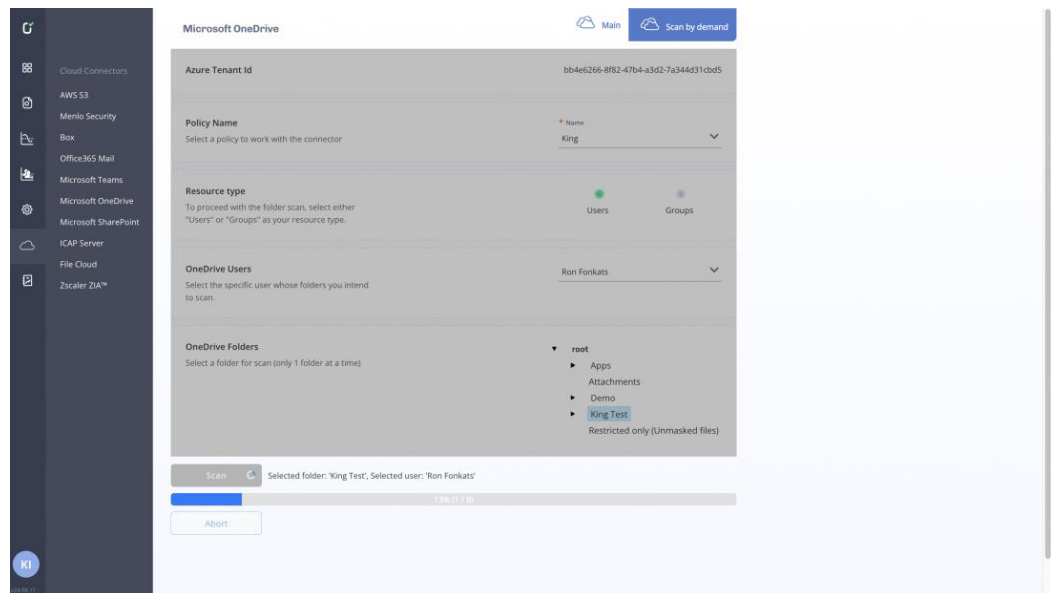 Microsoft OneDrive
Main
Scan by demand
Cloud Connectors
AWS S3
Menlo Security
Box
Office365 Mail
Microsoft Teams
Microsoft OneDrive
Microsoft SharePoint
ICAP Server
File Cloud
Zscaler ZIA™
KI
Azure Tenant Id
bb4e6266-8f82-47b4-a3d2-7a344d31cbd5
Policy Name
Select a policy to work with the connector
* Name
King
Resource type
To proceed with the folder scan, select either
"Users" or "Groups" as your resource type.
Users
Groups
OneDrive Users
Select the specific user whose folders you intend
to scan.
Ron Fonkats
OneDrive Folders
Select a folder for scan (only 1 folder at a time)
root
Apps
Attachments
Demo
King Test
Restricted only (Unmasked files)
Scan
Selected folder: 'King Test', Selected user: 'Ron Fonkats'
13% (1 / 8)
Abort